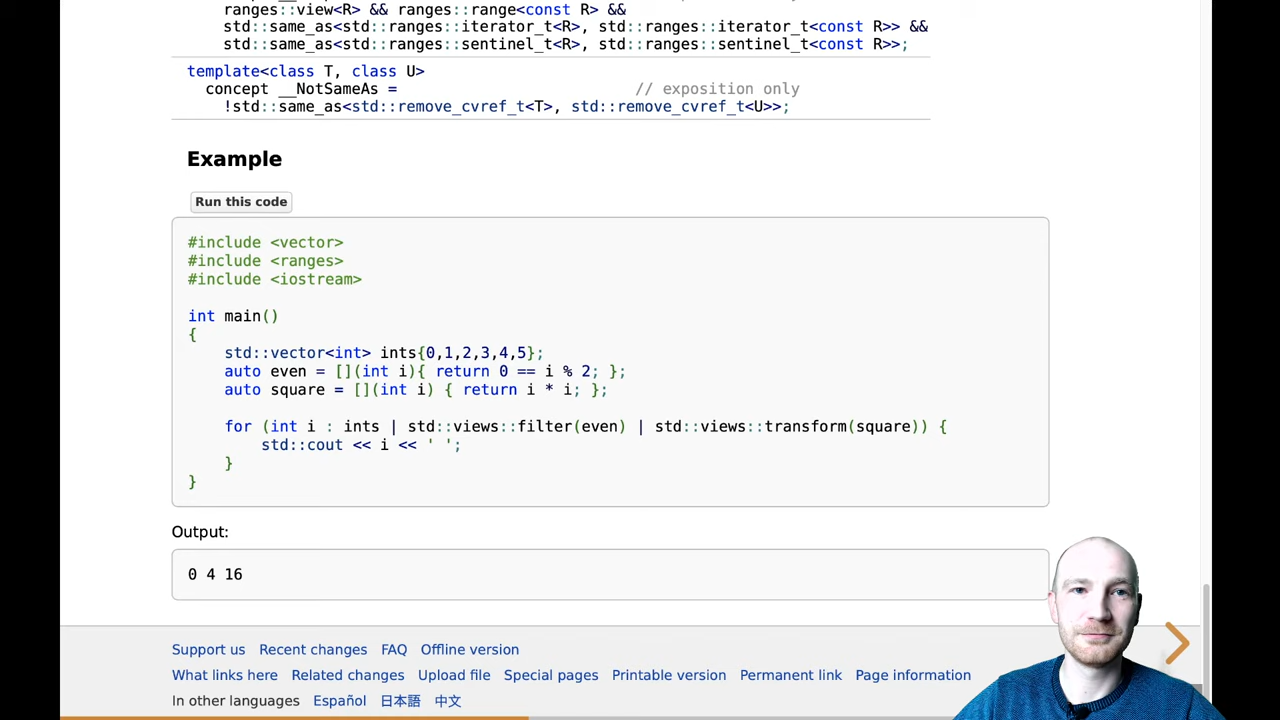 ranges::view<R> && ranges::range<const R> &&
std::same_as<std::ranges::iterator_t<R>, std::ranges::iterator_t<const R>> &&
std::same_as<std::ranges::sentinel_t<R>, std::ranges::sentinel_t<const R>>;
template<class T, class U>
concept __NotSameAs = // exposition only
!std::same_as<std::remove_cvref_t<T>, std::remove_cvref_t<U>>;
Example
Run this code
#include <vector>
#include <ranges>
#include <iostream>
int main()
{
std::vector<int> ints{0,1,2,3,4,5};
auto even = [](int i){ return 0 == i % 2; };
auto square = [](int i) { return i * i; };
for (int i : ints | std::views::filter(even) | std::views::transform(square)) {
std::cout << i << ' ';
}
}
Output:
0 4 16
Support us Recent changes FAQ Offline version
What links here Related changes Upload file Special pages Printable version Permanent link Page information
In other languages Español 日本語 中文